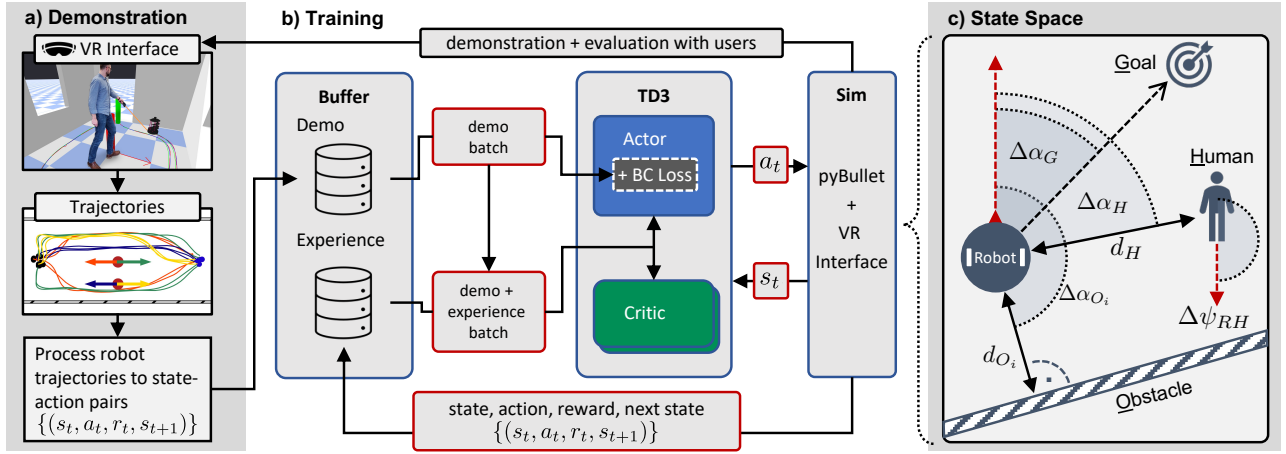 a) Demonstration
VR Interface
Trajectories
Process robot
trajectories to state-
action pairs
{(s_t, a_t, r_t, s_{t+1})}
b) Training
demonstration + evaluation with users
Buffer
Demo
Experience
demo
batch
demo +
experience
batch
TD3
Actor
+ BC Loss
Critic
a_t
s_t
Sim
pyBullet
+
VR
Interface
state, action, reward, next state
{(s_t, a_t, r_t, s_{t+1})}
c) State Space
Goal
Human
Δα_G
Δα_H
Robot
d_H
Δα_{O_i}
Δψ_{RH}
d_{O_i}
Obstacle